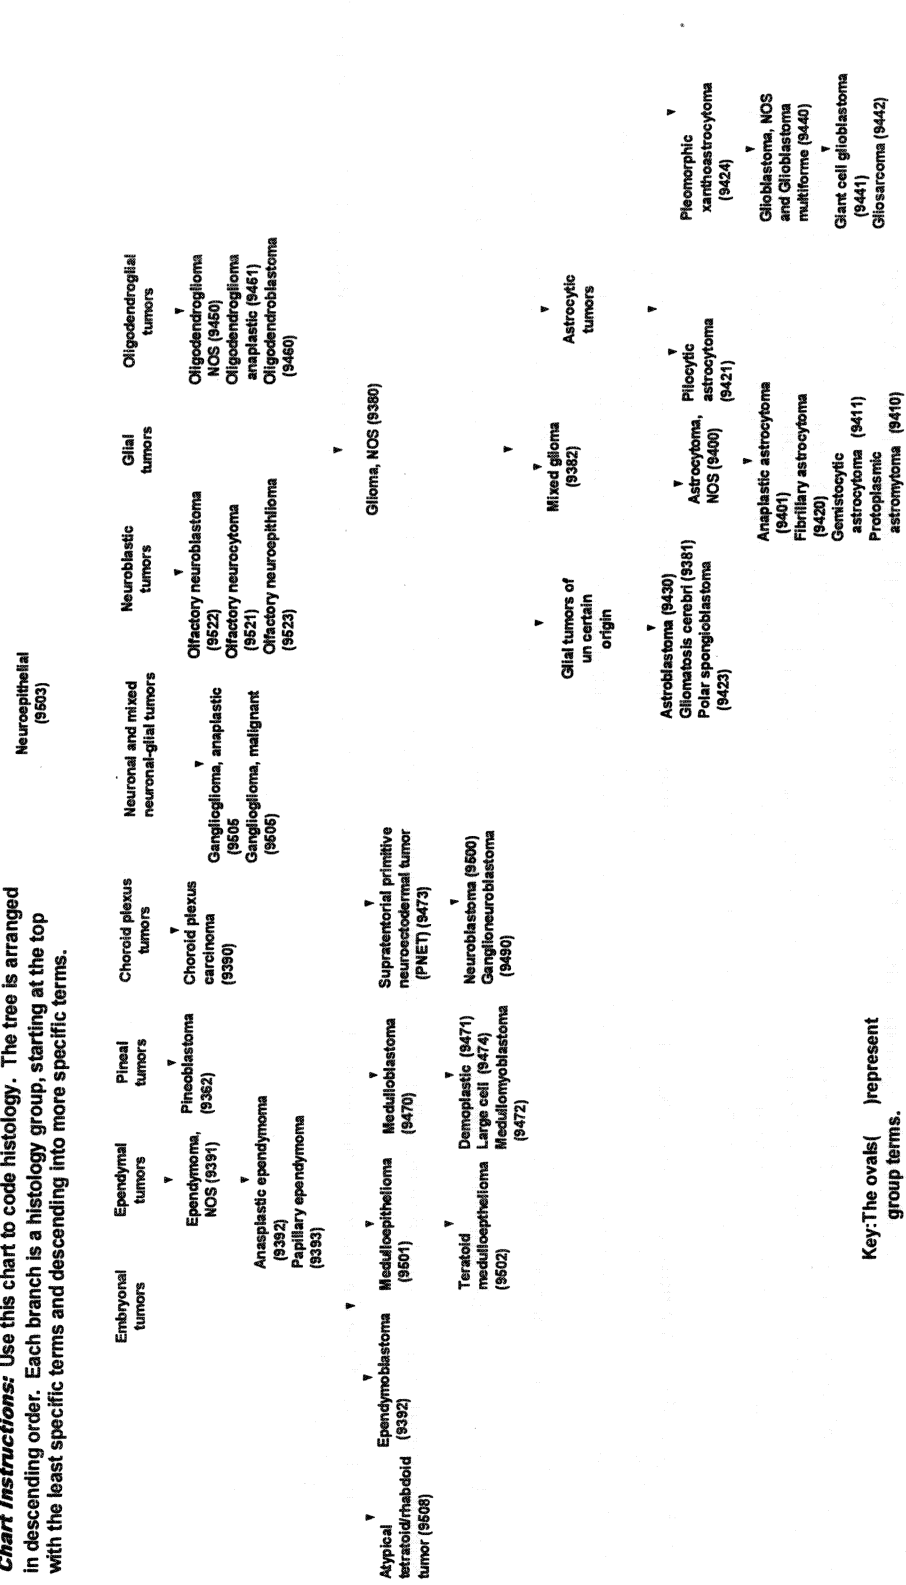 Chart Instructions: Use this chart to code histology. The tree is arranged
in descending order. Each branch is a histology group, starting at the top
with the least specific terms and descending into more specific terms.
Neuroepithelial
(9503)
Embryonal
tumors
Ependymal
tumors
Pineal
tumors
Choroid plexus
tumors
Neuronal and mixed
neuronal-glial tumors
Neuroblastic
tumors
Glial
tumors
Oligodendroglial
tumors
Ependymoma,
NOS (9391)
Pineoblastoma
(9362)
Choroid plexus
carcinoma
(9390)
Ganglioglioma, anaplastic
(9505
Ganglioglioma, malignant
(9505)
Olfactory neuroblastoma
(9522)
Olfactory neurocytoma
(9521)
Olfactory neuroepithlioma
(9523)
Oligodendroglioma
NOS (9450)
Oligodendroglioma
anaplastic (9451)
Oligodendroblastoma
(9460)
Anasplastic ependymoma
(9392)
Papillary ependymoma
(9393)
Glioma, NOS (9380)
Atypical
tetratoid/rhabdoid
tumor (9508)
Ependymoblastoma
(9392)
Medulloepithelioma
(9501)
Medulloblastoma
(9470)
Supratentorial primitive
neuroectodermal tumor
(PNET) (9473)
Teratoid
medulloepthelioma
(9502)
Demoplastic (9471)
Large cell (9474)
Medullomyoblastoma
(9472)
Neuroblastoma (9500)
Ganglioneuroblastoma
(9490)
Glial tumors of
un certain
origin
Mixed glioma
(9382)
Astrocytic
tumors
Astroblastoma (9430)
Gliomatosis cerebri (9381)
Polar spongioblastoma
(9423)
Astrocytoma,
NOS (9400)
Pilocytic
astrocytoma
(9421)
Pleomorphic
xanthoastrocytoma
(9424)
Anaplastic astrocytoma
(9401)
Fibrillary astrocytoma
(9420)
Gemistocytic
astrocytoma (9411)
Protoplasmic
astromytoma (9410)
Glioblastoma, NOS
and Glioblastoma
multiforme (9440)
Giant cell glioblastoma
(9441)
Gliosarcoma (9442)
Key:The ovals( )represent
group terms.